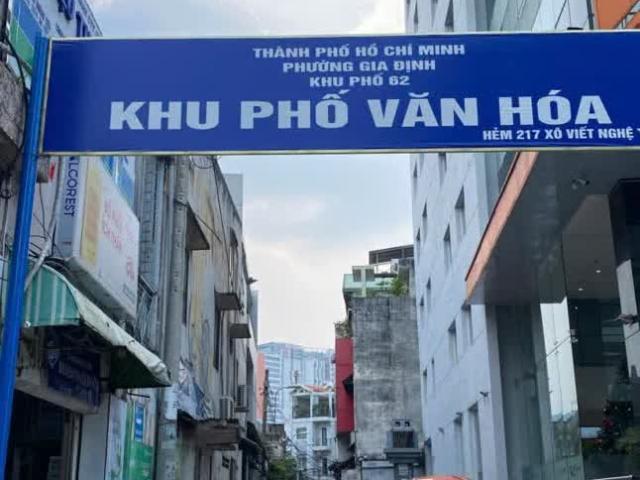 THÀNH PHỐ HỒ CHÍ MINH
PHƯỜNG GIA ĐỊNH
KHU PHỐ 62
KHU PHỐ VĂN HÓA
HẺM 217 XÔ VIẾT NGHỆ
ALCOREST